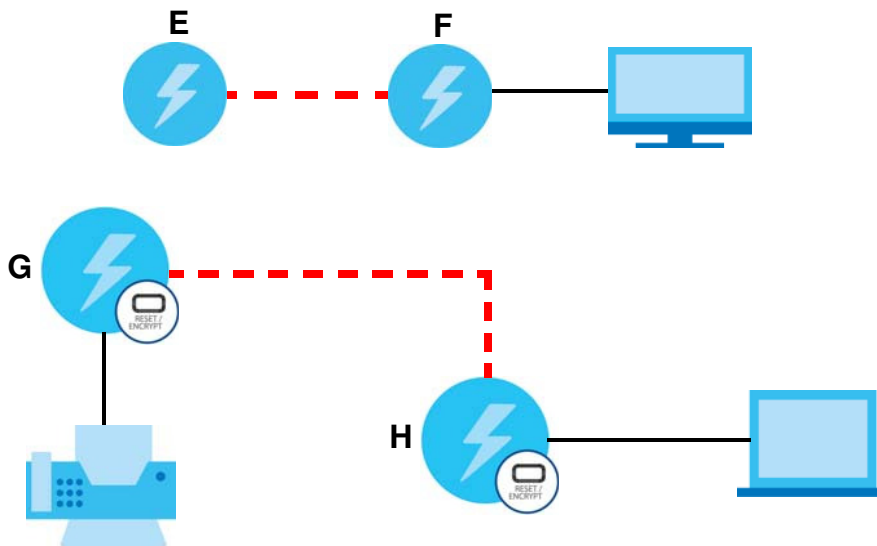 E
F
G
RESET /
ENCRYPT
H
RESET /
ENCRYPT